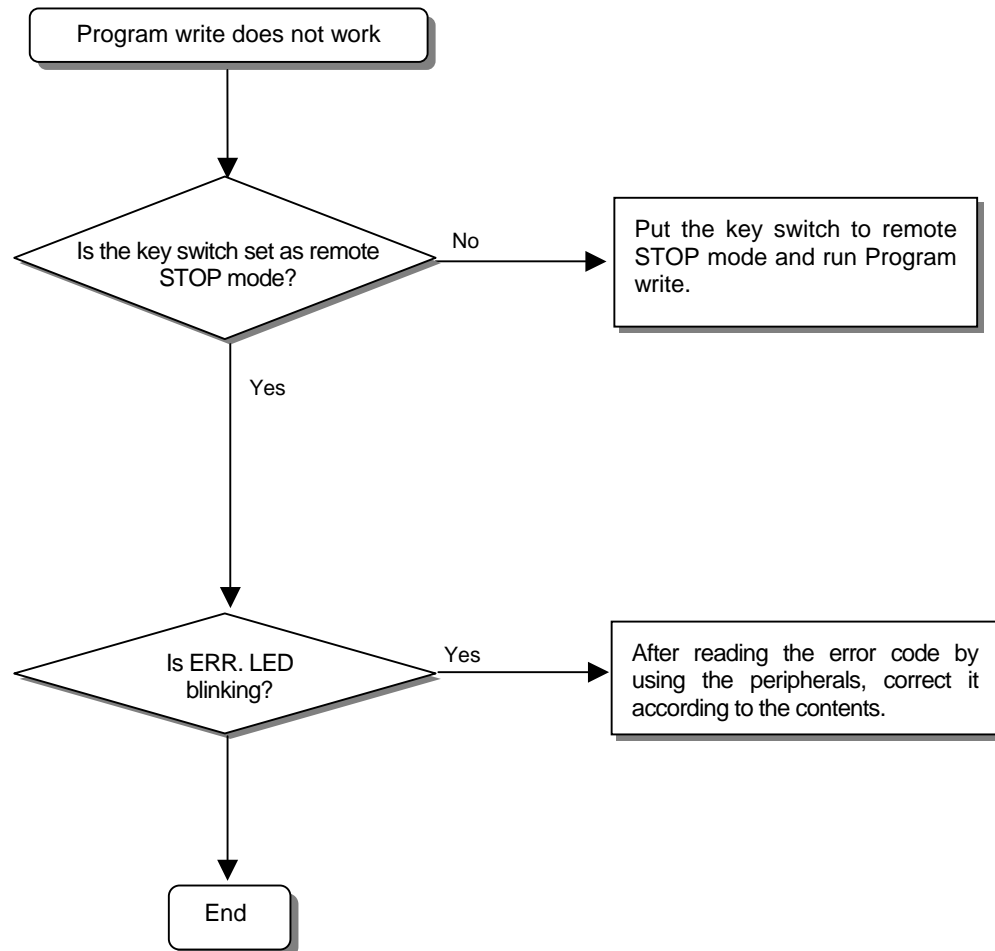 Program write does not work
Is the key switch set as remote
STOP mode?
No
Put the key switch to remote
STOP mode and run Program
write.
Yes
Is ERR. LED
blinking?
Yes
After reading the error code by
using the peripherals, correct it
according to the contents.
End